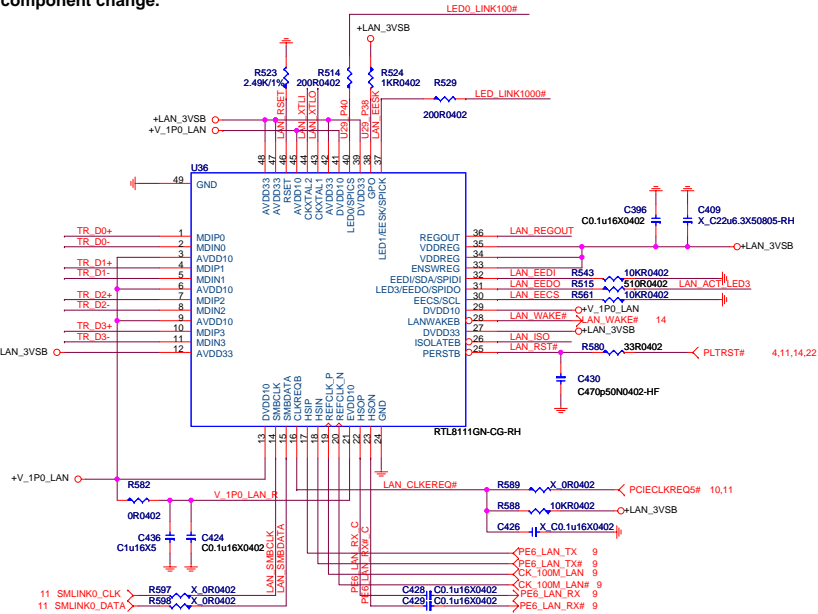 component change.
LED0_LINK100#
+LAN_3VSB
R523
2.49K/1%
R514
200R0402
R524
1KR0402
R529
LED_LINK1000#
200R0402
LAN_RSET
LAN_XTLI
LAN_XTLO
U29_P40
U29_P38
LAN_EESK
+LAN_3VSB
+V_1P0_LAN
48
47
46
45
44
43
42
41
40
39
38
37
U36
49
GND
AVDD33
AVDD33
RSET
AVDD10
CKXTAL2
CKXTAL1
AVDD33
DVDD10
LED0/SPICS
DVDD33
GPO
LED1/EESK/SPICK
C396
C0.1u16X0402
C409
X_C22u6.3X50805-RH
+LAN_3VSB
TR_D0+ 1 MDIP0
TR_D0- 2 MDIN0
3 AVDD10
TR_D1+ 4 MDIP1
TR_D1- 5 MDIN1
6 AVDD10
TR_D2+ 7 MDIP2
TR_D2- 8 MDIN2
9 AVDD10
TR_D3+ 10 MDIP3
TR_D3- 11 MDIN3
LAN_3VSB 12 AVDD33
REGOUT 36 LAN_REGOUT
VDDREG 35
VDDREG 34
ENSWREG 33
EEDI/SDA/SPIDI 32 LAN_EEDI R543 10KR0402
LED3/EEDO/SPIDO 31 LAN_EEDO R515 510R0402 LAN_ACT_LED3
EECS/SCL 30 LAN_EECS R561 10KR0402
DVDD10 29 +V_1P0_LAN
LANWAKEB 28 LAN_WAKE# LAN_WAKE# 14
DVDD33 27 +LAN_3VSB
ISOLATEB 26 LAN_ISO
PERSTB 25 LAN_RST# R580 33R0402 PLTRST# 4,11,14,22
C430
C470p50N0402-HF
DVDD10
SMBCLK
SMBDATA
CLKREQB
HSIP
HSIN
REFCLK_P
REFCLK_N
EVDD10
HSOP
HSON
GND
RTL8111GN-CG-RH
13
14
15
16
17
18
19
20
21
22
23
24
+V_1P0_LAN
R582
0R0402
V_1P0_LAN_R
C436
C1u16X5
C424
C0.1u16X0402
LAN_CLKEREQ#
R589 X_0R0402 PCIECLKREQ5# 10,11
R588 10KR0402 +LAN_3VSB
C426 X_C0.1u16X0402
LAN_SMBCLK
LAN_SMBDATA
PE6_LAN_RX_C
PE6_LAN_RX#_C
PE6_LAN_TX 9
PE6_LAN_TX# 9
CK_100M_LAN 9
CK_100M_LAN# 9
C428 C0.1u16X0402 PE6_LAN_RX 9
C429 C0.1u16X0402 PE6_LAN_RX# 9
11 SMLINK0_CLK R597 X_0R0402
11 SMLINK0_DATA R598 X_0R0402